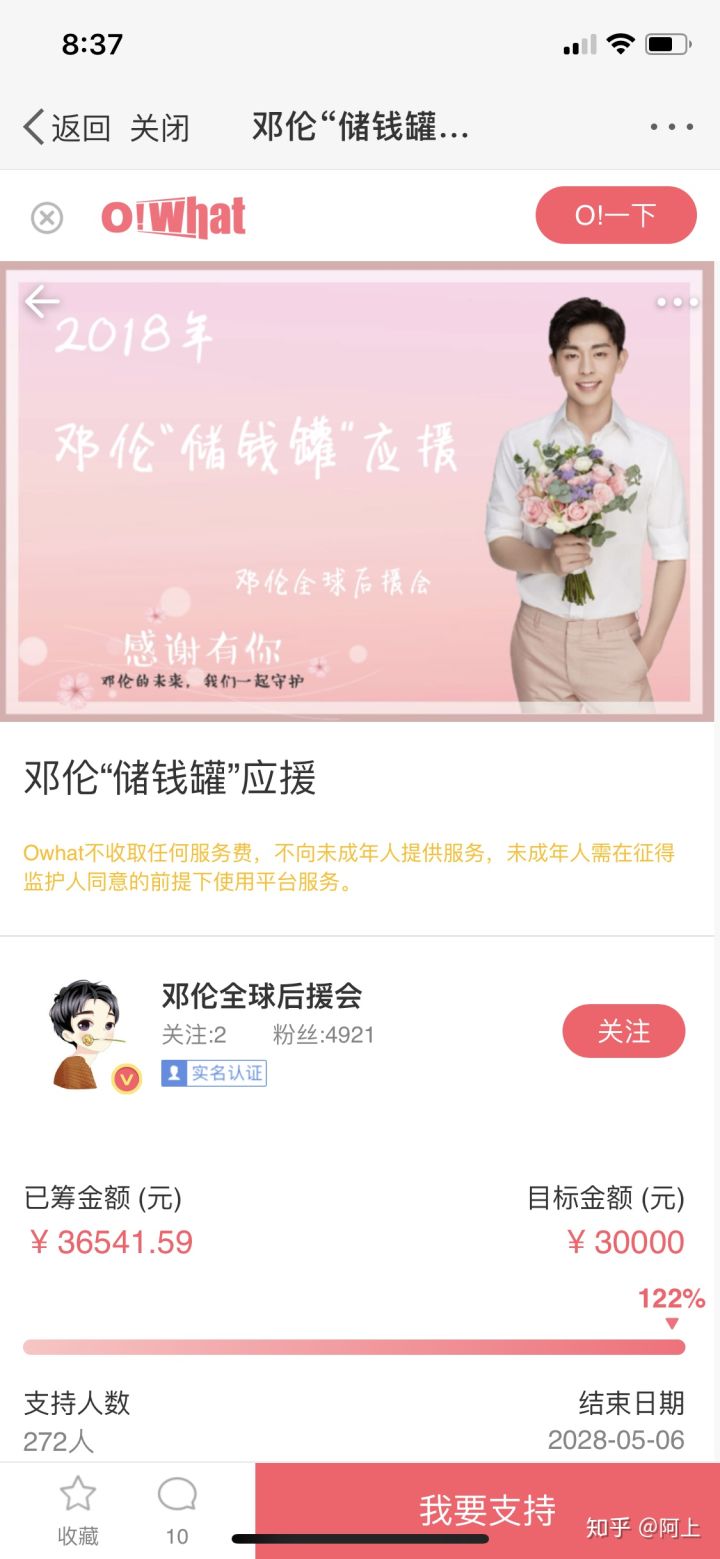 8:37
返回 关闭 邓伦“储钱罐...
O!What
O!一下
2018年
邓伦“储钱罐”应援
邓伦全球后援会
感谢有你
邓伦的未来，我们一起守护
邓伦“储钱罐”应援
Owhat不收取任何服务费，不向未成年人提供服务，未成年人需在征得
监护人同意的前提下使用平台服务。
邓伦全球后援会
关注:2 粉丝:4921
关注
V
实名认证
已筹金额 (元) 目标金额 (元)
¥ 36541.59 ¥ 30000
122%
支持人数 结束日期
272人 2028-05-06
收藏 10 我要支持
知乎 @阿上